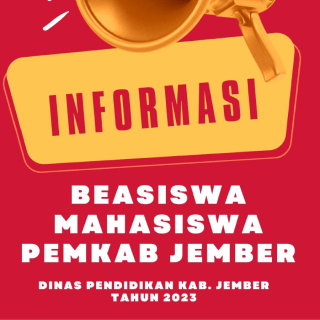 INFORMASI
BEASISWA
MAHASISWA
PEMKAB JEMBER
DINAS PENDIDIKAN KAB. JEMBER
TAHUN 2023